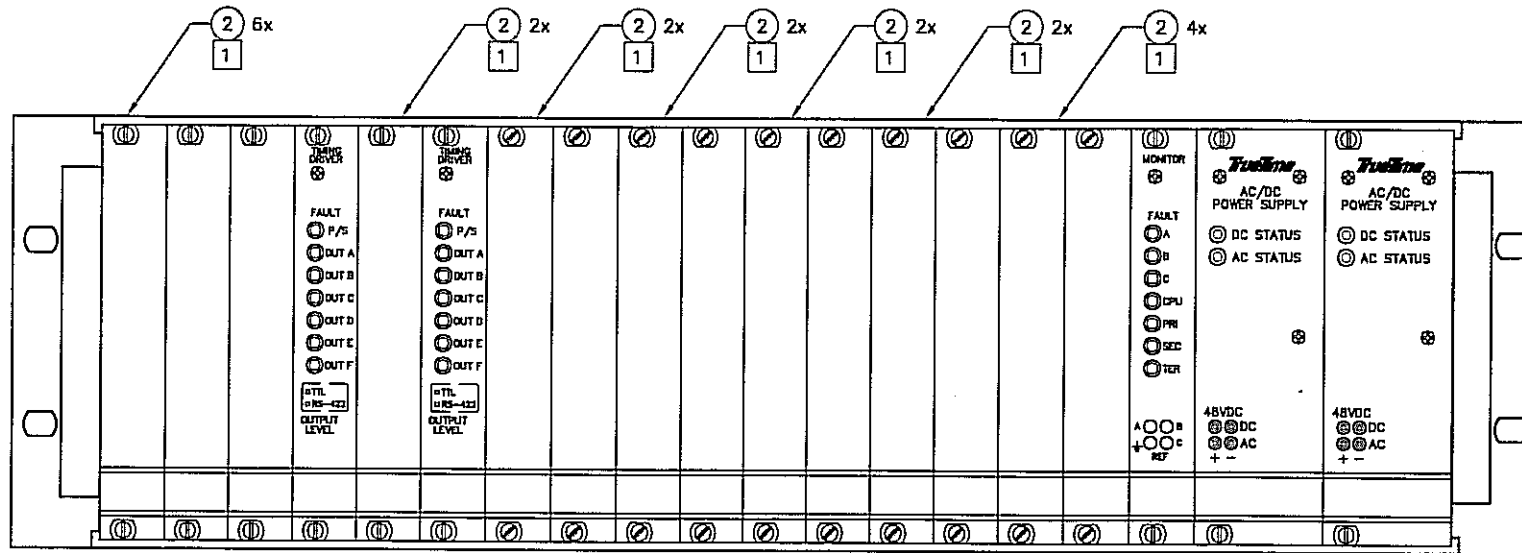 2 6x
1
2 2x
1
2 2x
1
2 2x
1
2 2x
1
2 2x
1
2 4x
1
TIMING
DRIVER
FAULT
P/S
OUT A
OUT B
OUT C
OUT D
OUT E
OUT F
TTL
RS-422
OUTPUT
LEVEL
TIMING
DRIVER
FAULT
P/S
OUT A
OUT B
OUT C
OUT D
OUT E
OUT F
TTL
RS-422
OUTPUT
LEVEL
MONITOR
FAULT
A
B
C
CPU
PRI
SEC
TER
A B
C
REF
TrueTime
AC/DC
POWER SUPPLY
DC STATUS
AC STATUS
48VDC
DC
AC
+ -
TrueTime
AC/DC
POWER SUPPLY
DC STATUS
AC STATUS
48VDC
DC
AC
+ -